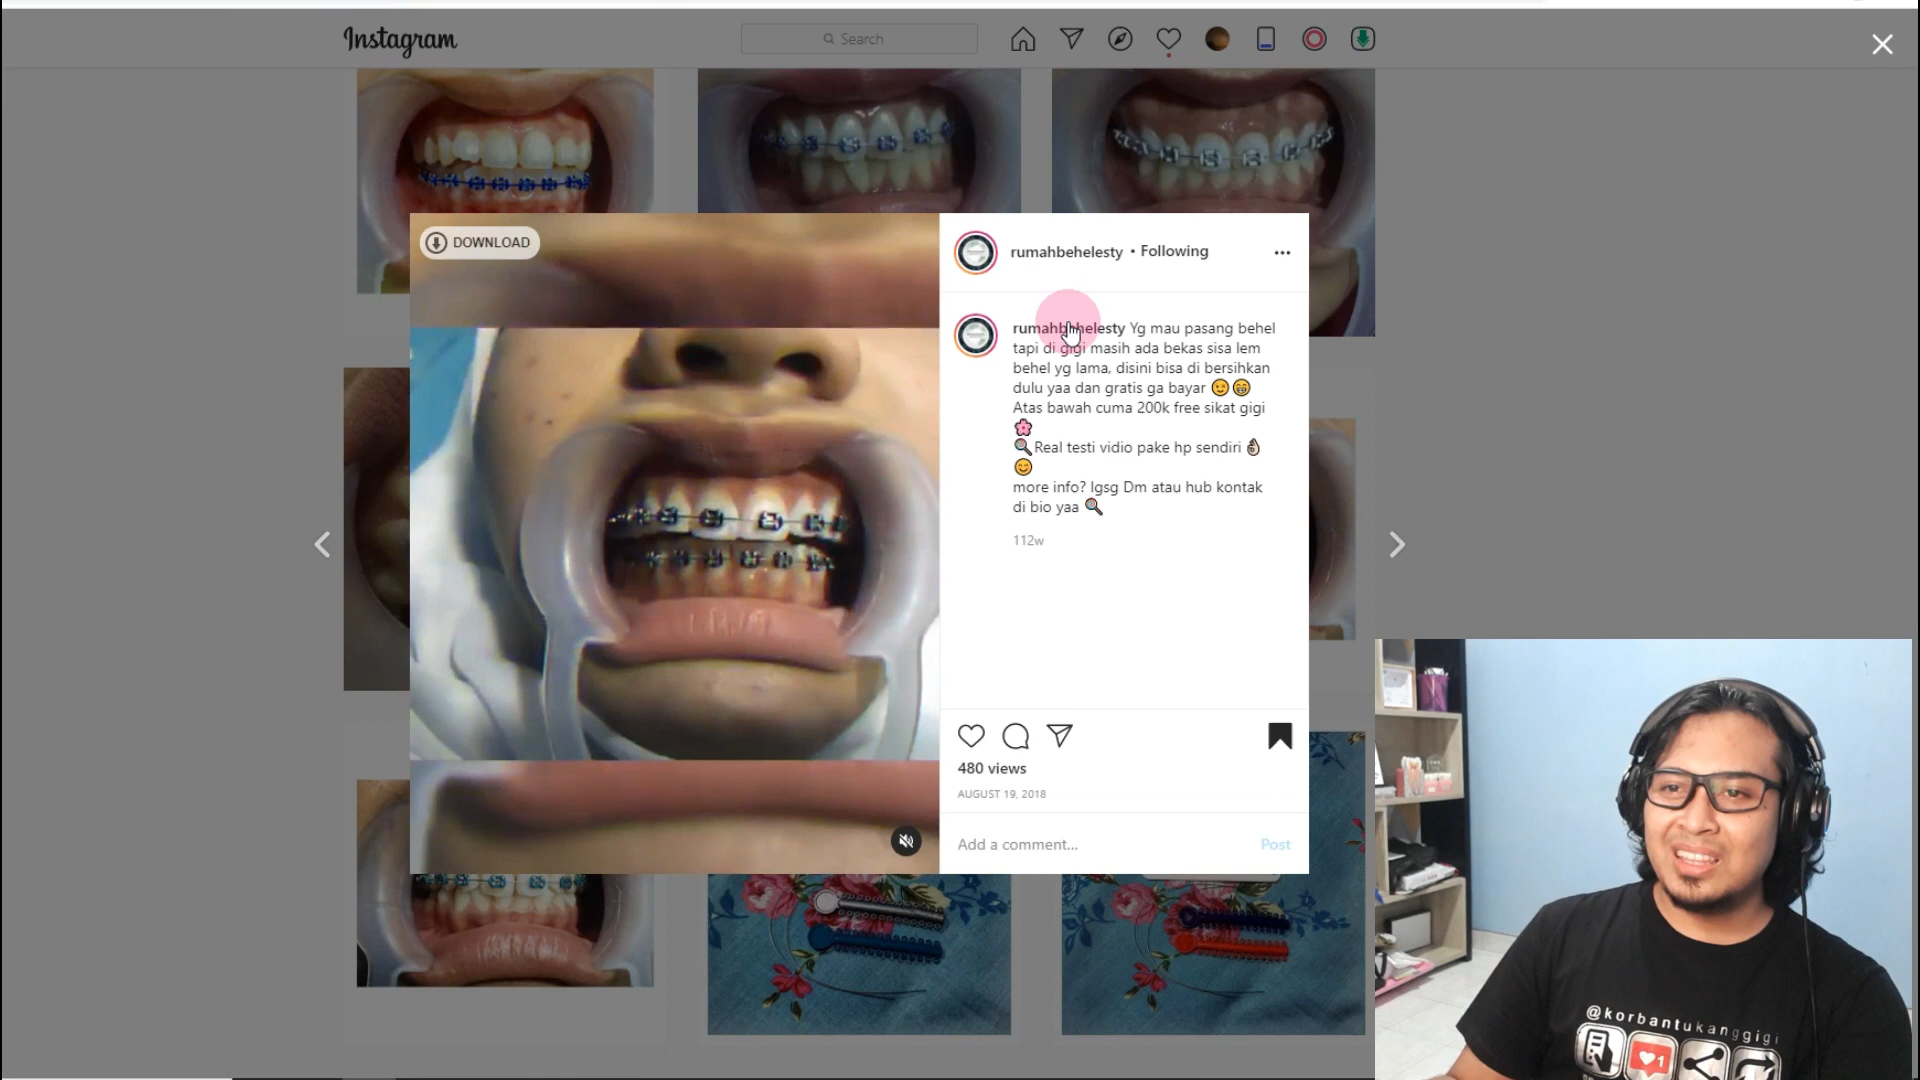 Instagram
Search
DOWNLOAD
rumahbehelesty • Following
rumahbehelesty Yg mau pasang behel
tapi di gigi masih ada bekas sisa lem
behel yg lama, disini bisa di bersihkan
dulu yaa dan gratis ga bayar 😉😁
Atas bawah cuma 200k free sikat gigi
🌸
🍭Real testi vidio pake hp sendiri 👌
😊
more info? lgsg Dm atau hub kontak
di bio yaa 🍭
112w
480 views
AUGUST 19, 2018
Add a comment...
Post
@korbantukanggigi
1